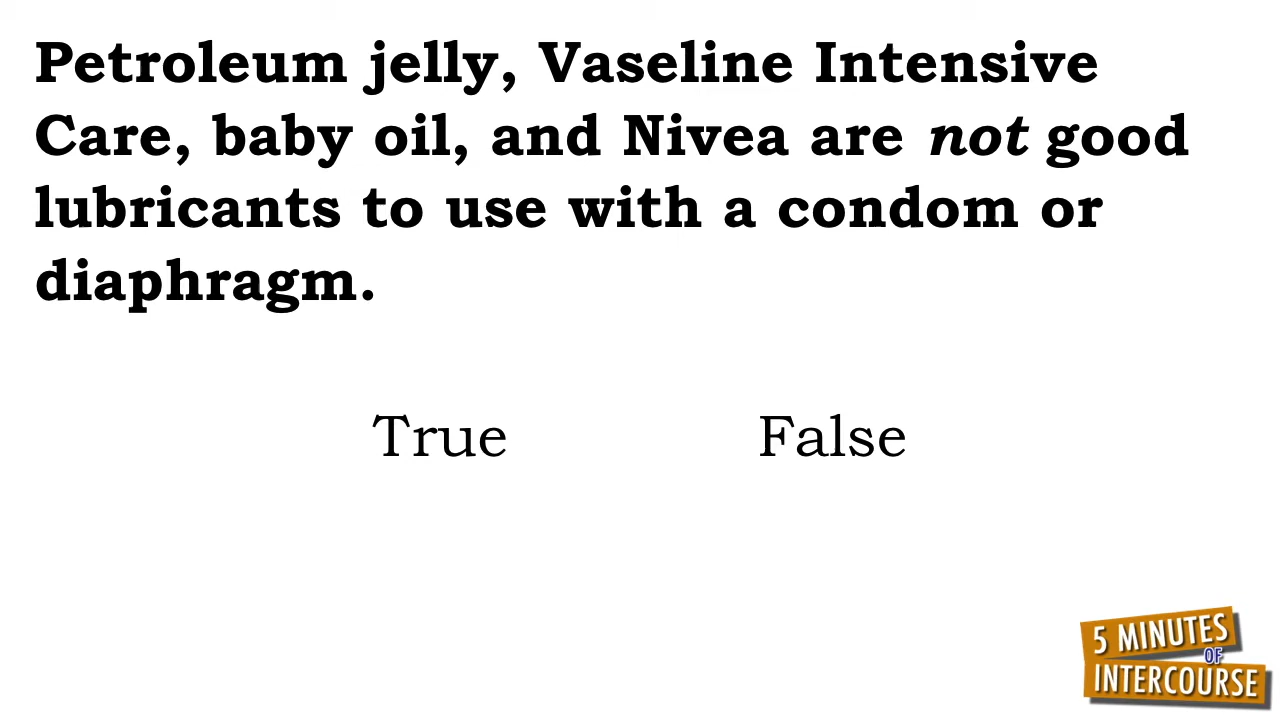 Petroleum jelly, Vaseline Intensive
Care, baby oil, and Nivea are not good
lubricants to use with a condom or
diaphragm.
True False
5 MINUTES
OF
INTERCOURSE